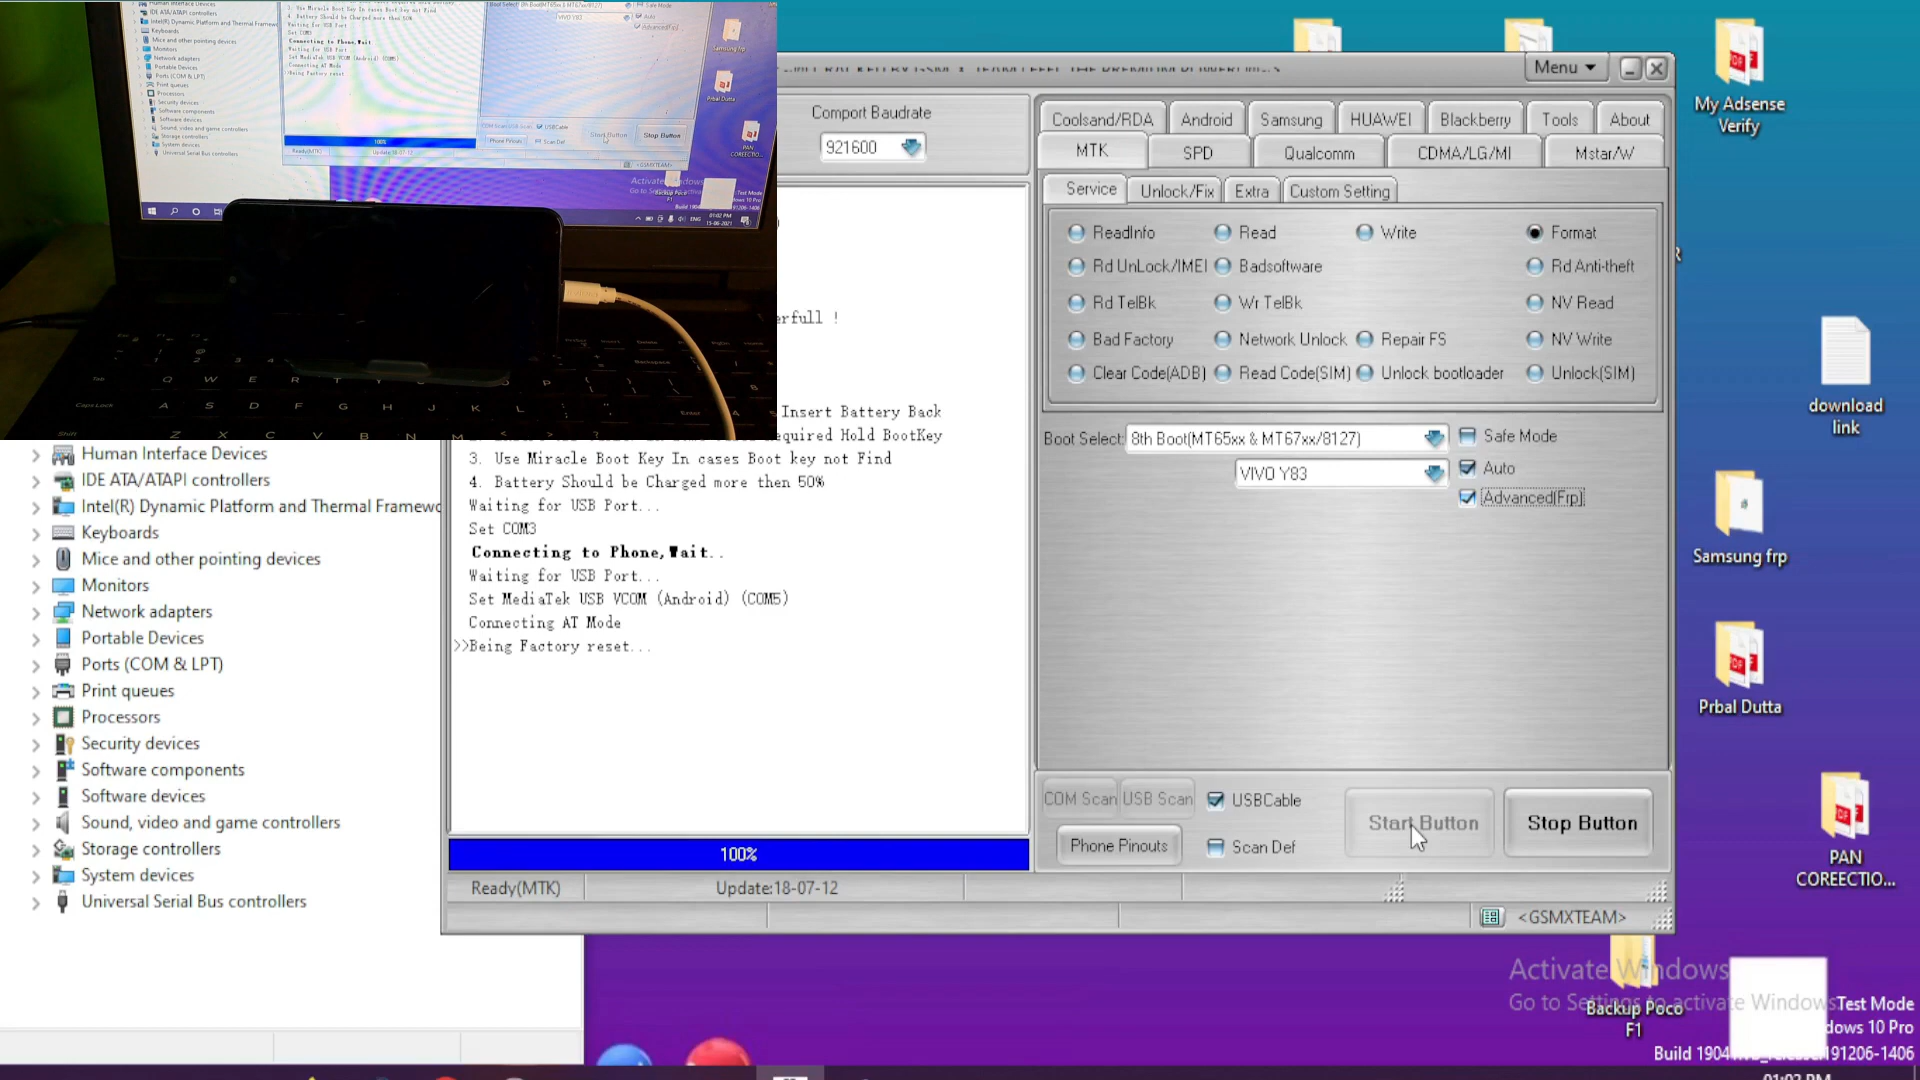 Menu
Comport Baudrate
921600
Coolsand/RDA
Android
Samsung
HUAWEI
Blackberry
Tools
About
MTK
SPD
Qualcomm
CDMA/LG/MI
Mstar/W
Service
Unlock/Fix
Extra
Custom Setting
ReadInfo
Read
Write
Format
Rd UnLock/IMEI
Badsoftware
Rd Anti-theft
Rd TelBk
Wr TelBk
NV Read
Bad Factory
Network Unlock
Repair FS
NV Write
Clear Code(ADB)
Read Code(SIM)
Unlock bootloader
Unlock(SIM)
Boot Select:
8th Boot(MT65xx & MT67xx/8127)
Safe Mode
VIVO Y83
Auto
Advanced[Frp]
erfull !
Insert Battery Back
equired Hold BootKey
3. Use Miracle Boot Key In cases Boot key not Find
4. Battery Should be Charged more then 50%
Waiting for USB Port...
Set COM3
Connecting to Phone,Wait..
Waiting for USB Port...
Set MediaTek USB VCOM (Android) (COM5)
Connecting AT Mode
>>Being Factory reset...
100%
Ready(MTK)
Update:18-07-12
COM Scan
USB Scan
USBCable
Start Button
Stop Button
Phone Pinouts
Scan Def
<GSMXTEAM>
Human Interface Devices
IDE ATA/ATAPI controllers
Intel(R) Dynamic Platform and Thermal Framewo
Keyboards
Mice and other pointing devices
Monitors
Network adapters
Portable Devices
Ports (COM & LPT)
Print queues
Processors
Security devices
Software components
Software devices
Sound, video and game controllers
Storage controllers
System devices
Universal Serial Bus controllers
My Adsense
Verify
download
link
Samsung frp
Prbal Dutta
PAN
COREECTIO...
Backup Poco
F1
Activate Windows
Go to Settings to activate Windows.
Test Mode
dows 10 Pro